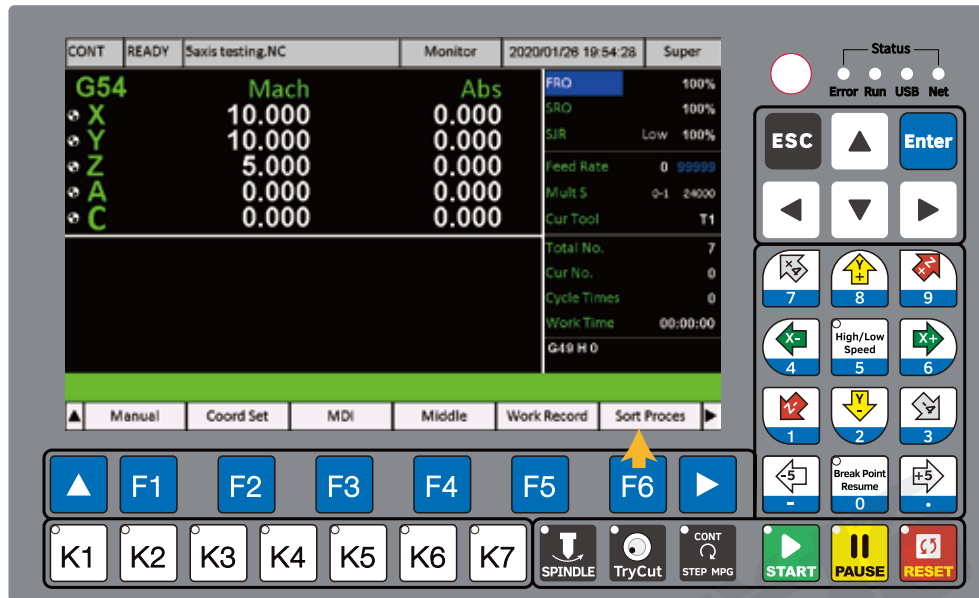 CONT READY 5axis testing.NC Monitor 2020/01/26 19:54:28 Super
G54 Mach Abs
X 10.000 0.000
Y 10.000 0.000
Z 5.000 0.000
A 0.000 0.000
C 0.000 0.000
FRO 100%
SRO 100%
SJR Low 100%
Feed Rate 0 99999
Mult S 0-1 24000
Cur Tool T1
Total No. 7
Cur No. 0
Cycle Times 0
Work Time 00:00:00
G49 H 0
Manual Coord Set MDI Middle Work Record Sort Proces
F1 F2 F3 F4 F5 F6
K1 K2 K3 K4 K5 K6 K7
SPINDLE
TryCut
CONT
STEP MPG
Status
Error Run USB Net
ESC Enter
7
Y+
8
9
X-
4
High/Low
Speed
5
X+
6
1
Y-
2
3
-5
-
Break Point
Resume
0
+5
.
START PAUSE RESET